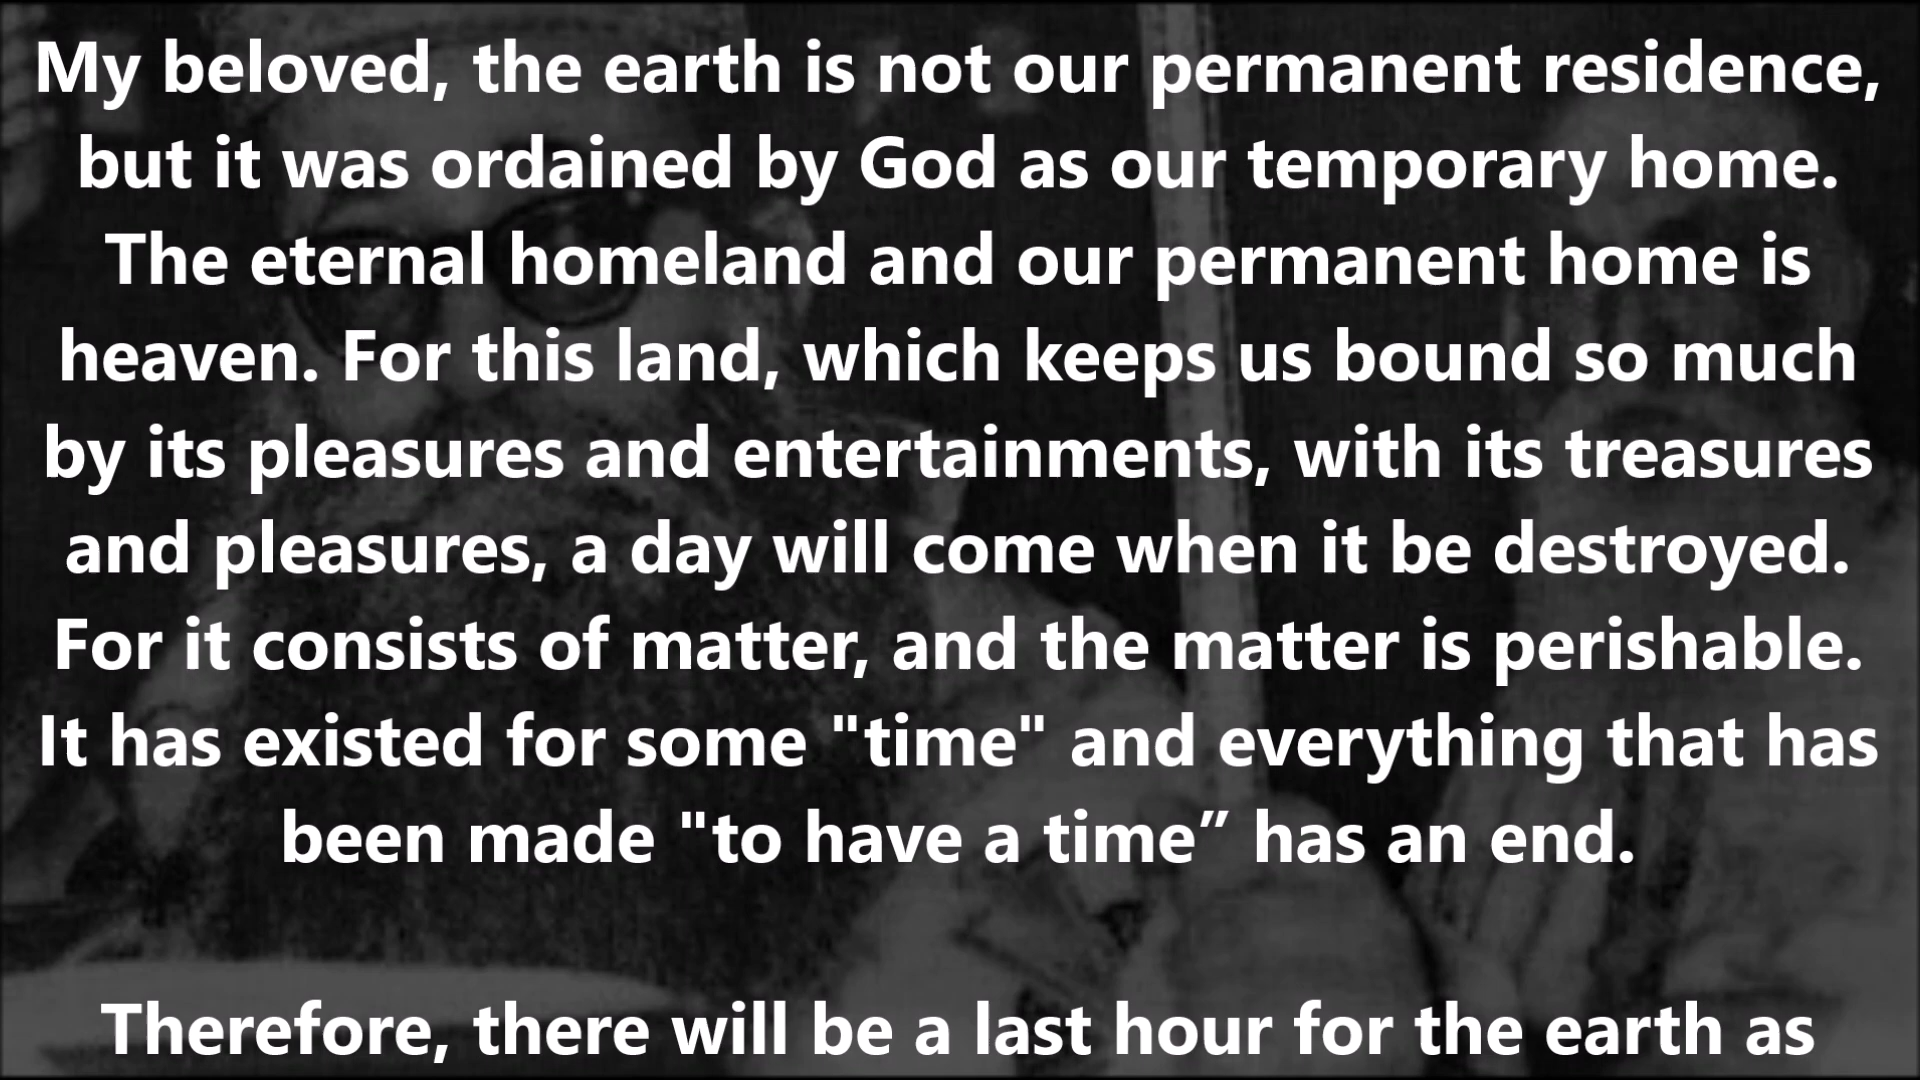 My beloved, the earth is not our permanent residence,
but it was ordained by God as our temporary home.
The eternal homeland and our permanent home is
heaven. For this land, which keeps us bound so much
by its pleasures and entertainments, with its treasures
and pleasures, a day will come when it be destroyed.
For it consists of matter, and the matter is perishable.
It has existed for some "time" and everything that has
been made "to have a time” has an end.
Therefore, there will be a last hour for the earth as